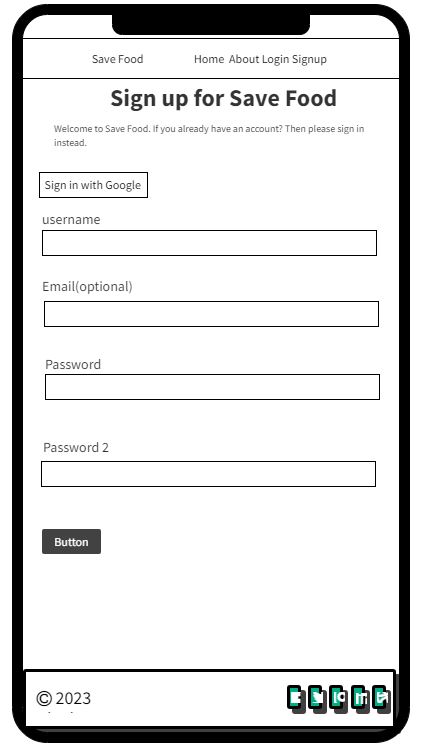 Save Food
Home About Login Signup
Sign up for Save Food
Welcome to Save Food. If you already have an account? Then please sign in
instead.
Sign in with Google
username
Email(optional)
Password
Password 2
Button
© 2023